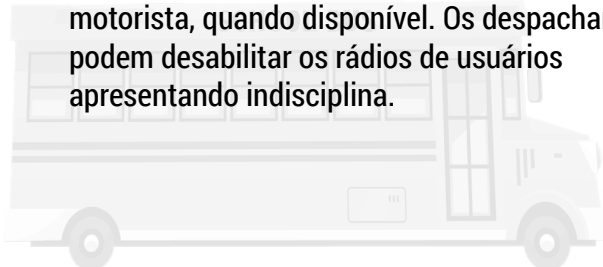 motorista, quando disponível. Os despacha
podem desabilitar os rádios de usuários
apresentando indisciplina.